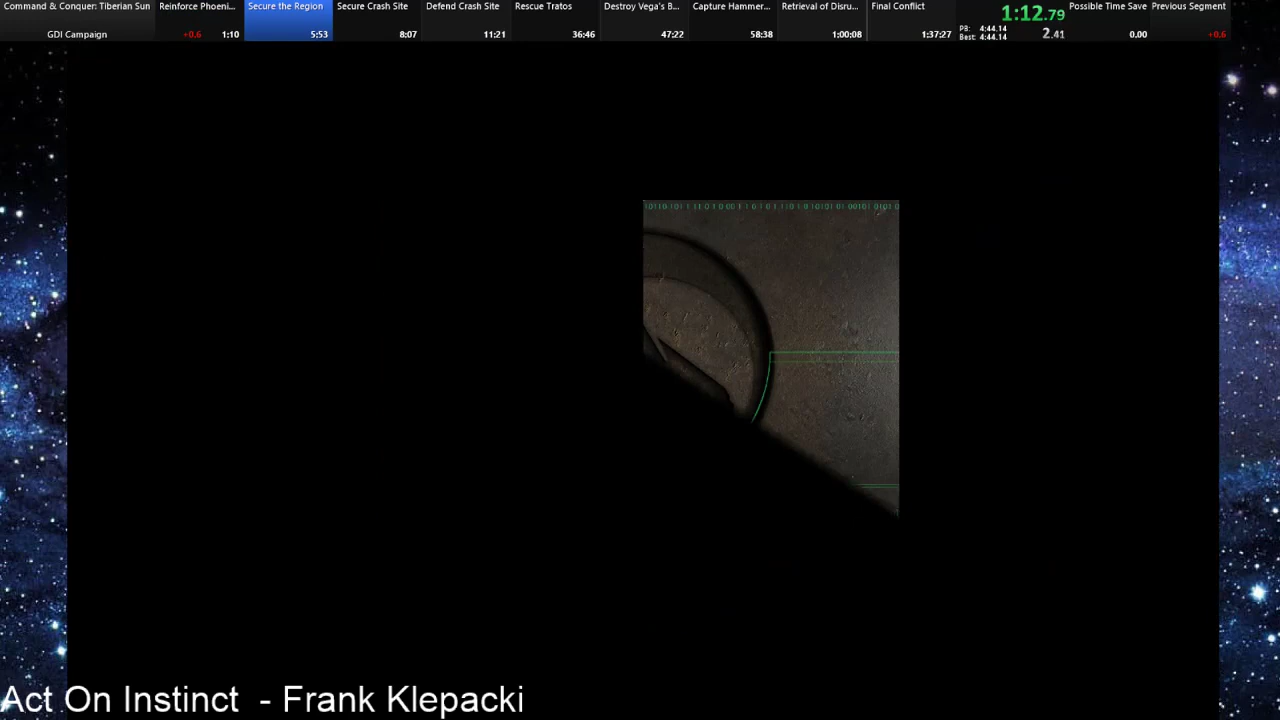 Command & Conquer: Tiberian Sun
GDI Campaign
Reinforce Phoeni...
+0.6 1:10
Secure the Region
5:53
Secure Crash Site
8:07
Defend Crash Site
11:21
Rescue Tratos
36:46
Destroy Vega's B...
47:22
Capture Hammer...
58:38
Retrieval of Disru...
1:00:08
Final Conflict
1:37:27
1:12.79
PB: 4:44.14
Best: 4:44.14
2.41
Possible Time Save
0.00
Previous Segment
+0.6
Act On Instinct - Frank Klepacki